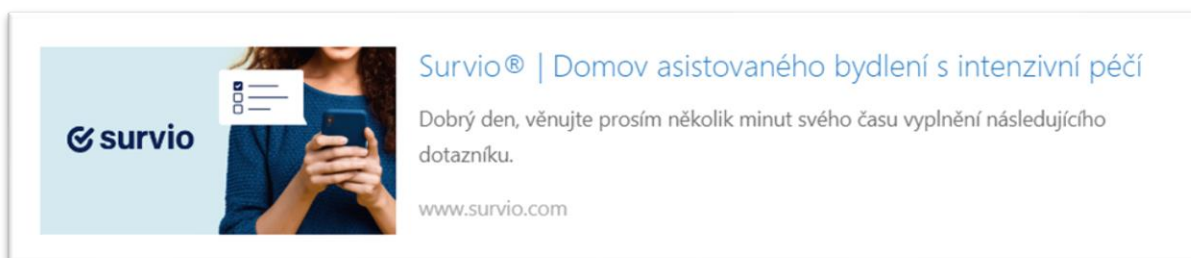 survio
Survio® | Domov asistovaného bydlení s intenzivní péčí
Dobrý den, věnujte prosím několik minut svého času vyplnění následujícího
dotazníku.
www.survio.com